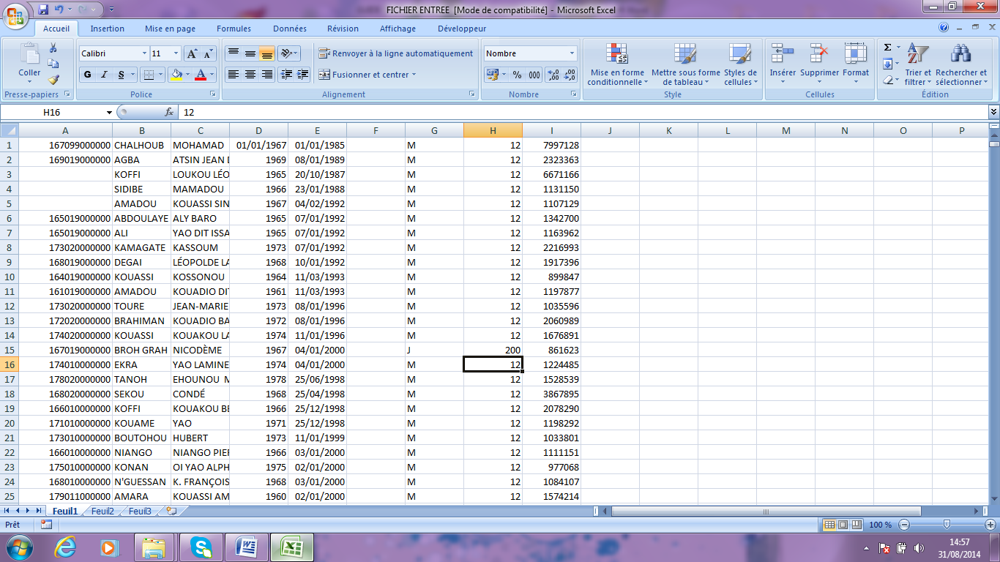 FICHIER ENTREE [Mode de compatibilité] - Microsoft Excel
Accueil Insertion Mise en page Formules Données Révision Affichage Développeur
Coller
Calibri 11
G I S
Renvoyer à la ligne automatiquement
Fusionner et centrer
Nombre
% 000
Mise en forme conditionnelle
Mettre sous forme de tableau
Styles de cellules
Insérer Supprimer Format
Σ
Trier et filtrer
Rechercher et sélectionner
Presse-papiers Police Alignement Nombre Style Cellules Édition
H16 fx 12
A B C D E F G H I J K L M N O P
1 167099000000 CHALHOUB MOHAMAD 01/01/1967 01/01/1985 M 12 7997128
2 169019000000 AGBA ATSIN JEAN D 1969 08/01/1989 M 12 2323363
3 KOFFI LOUKOU LÉO 1965 20/10/1987 M 12 6671166
4 SIDIBE MAMADOU 1966 23/01/1988 M 12 1131150
5 AMADOU KOUASSI SIN 1967 04/02/1992 M 12 1107129
6 165019000000 ABDOULAYE ALY BARO 1965 07/01/1992 M 12 1342700
7 165019000000 ALI YAO DIT ISSA 1965 07/01/1992 M 12 1163962
8 173020000000 KAMAGATE KASSOUM 1973 07/01/1992 M 12 2216993
9 168019000000 DEGAI LÉOPOLDE LA 1968 10/01/1992 M 12 1917396
10 164019000000 KOUASSI KOSSONOU 1964 11/03/1993 M 12 899847
11 161019000000 AMADOU KOUADIO DIT 1961 11/03/1993 M 12 1197877
12 173020000000 TOURE JEAN-MARIE 1973 08/01/1996 M 12 1035596
13 172020000000 BRAHIMAN KOUADIO BA 1972 08/01/1996 M 12 2060989
14 174020000000 KOUASSI KOUAKOU LA 1974 11/01/1996 M 12 1676891
15 167019000000 BROH GRAH NICODÈME 1967 04/01/2000 J 200 861623
16 174010000000 EKRA YAO LAMINE 1974 04/01/2000 M 12 1224485
17 178020000000 TANOH EHOUNOU M 1978 25/06/1998 M 12 1528539
18 168020000000 SEKOU CONDÉ 1968 25/04/1998 M 12 3867895
19 166010000000 KOFFI KOUAKOU BE 1966 25/12/1998 M 12 2078290
20 171010000000 KOUAME YAO 1971 25/12/1998 M 12 1198292
21 173010000000 BOUTOHOU HUBERT 1973 11/01/1999 M 12 1033801
22 166010000000 NIANGO NIANGO PIER 1966 03/01/2000 M 12 1111151
23 175010000000 KONAN OI YAO ALPH 1975 02/01/2000 M 12 977068
24 168010000000 N'GUESSAN K. FRANÇOIS 1968 03/01/2000 M 12 1084107
25 179011000000 AMARA KOUASSI AM 1960 02/01/2000 M 12 1574214
Feuil1 Feuil2 Feuil3
Prêt 100 %
14:57
31/08/2014